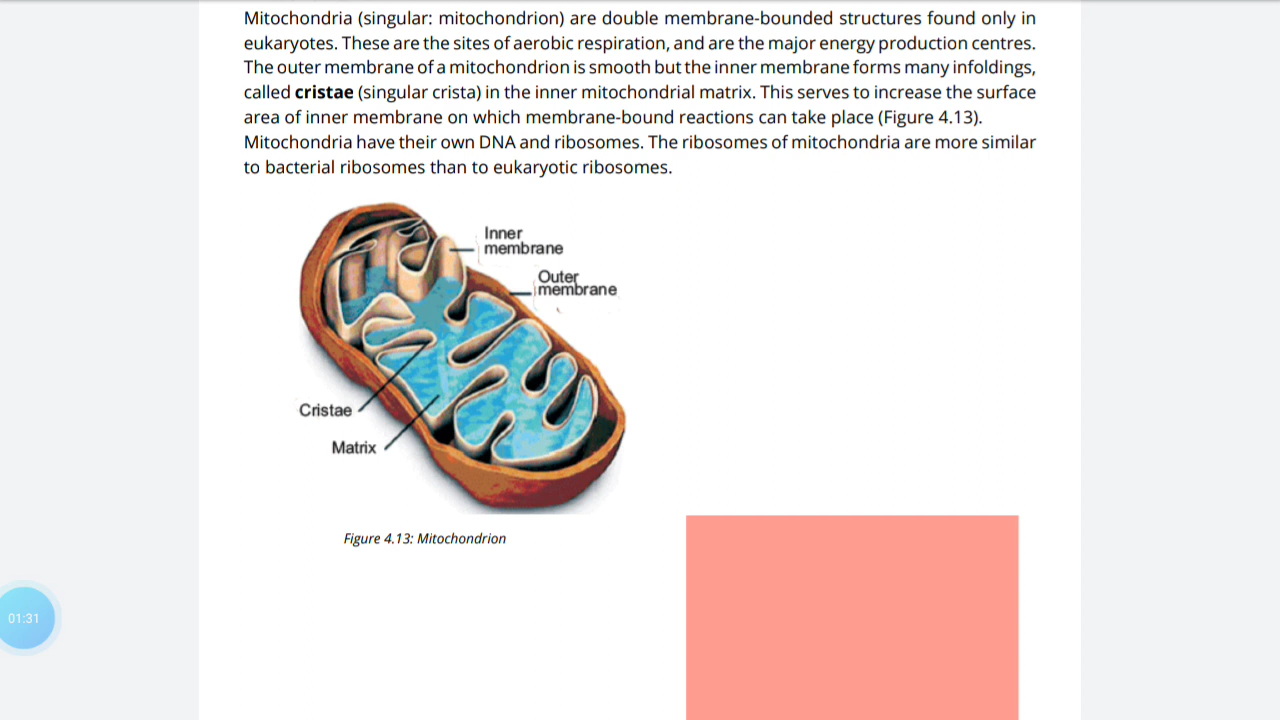 Mitochondria (singular: mitochondrion) are double membrane-bounded structures found only in
eukaryotes. These are the sites of aerobic respiration, and are the major energy production centres.
The outer membrane of a mitochondrion is smooth but the inner membrane forms many infoldings,
called cristae (singular crista) in the inner mitochondrial matrix. This serves to increase the surface
area of inner membrane on which membrane-bound reactions can take place (Figure 4.13).
Mitochondria have their own DNA and ribosomes. The ribosomes of mitochondria are more similar
to bacterial ribosomes than to eukaryotic ribosomes.
Inner
membrane
Outer
membrane
Cristae
Matrix
Figure 4.13: Mitochondrion
01:31